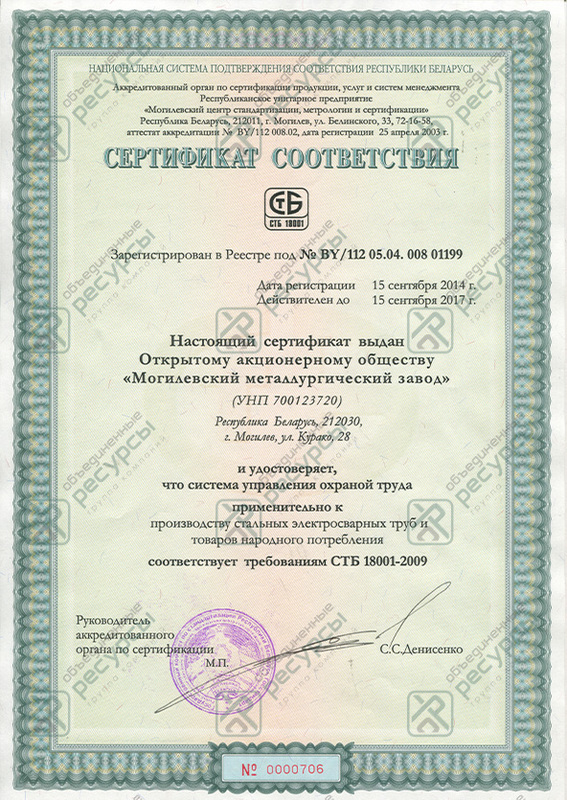 НАЦИОНАЛЬНАЯ СИСТЕМА ПОДТВЕРЖДЕНИЯ СООТВЕТСТВИЯ РЕСПУБЛИКИ БЕЛАРУСЬ
Аккредитованный орган по сертификации продукции, услуг и систем менеджмента
Республиканское унитарное предприятие
«Могилевский центр стандартизации, метрологии и сертификации»
Республика Беларусь, 212011, г. Могилев, ул. Белинского, 33, 72-16-58,
аттестат аккредитации № BY/112 008.02, дата регистрации 25 апреля 2003 г.
СЕРТИФИКАТ СООТВЕТСТВИЯ
СТБ
СТБ 18001
Зарегистрирован в Реестре под № BY/112 05.04. 008 01199
Дата регистрации 15 сентября 2014 г.
Действителен до 15 сентября 2017 г.
Настоящий сертификат выдан
Открытому акционерному обществу
«Могилевский металлургический завод»
(УНП 700123720)
Республика Беларусь, 212030,
г. Могилев, ул. Курако, 28
и удостоверяет,
что система управления охраной труда
применительно к
производству стальных электросварных труб и
товаров народного потребления
соответствует требованиям СТБ 18001-2009
Руководитель
аккредитованного
органа по сертификации
М.П.
С.С.Денисенко
№ 0000706
объединенные
ресурсы
группа компаний